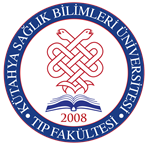 KÜTAHYA SAĞLIK BİLİMLERİ ÜNİVERSİTESİ
2008
• TIP FAKÜLTESİ •